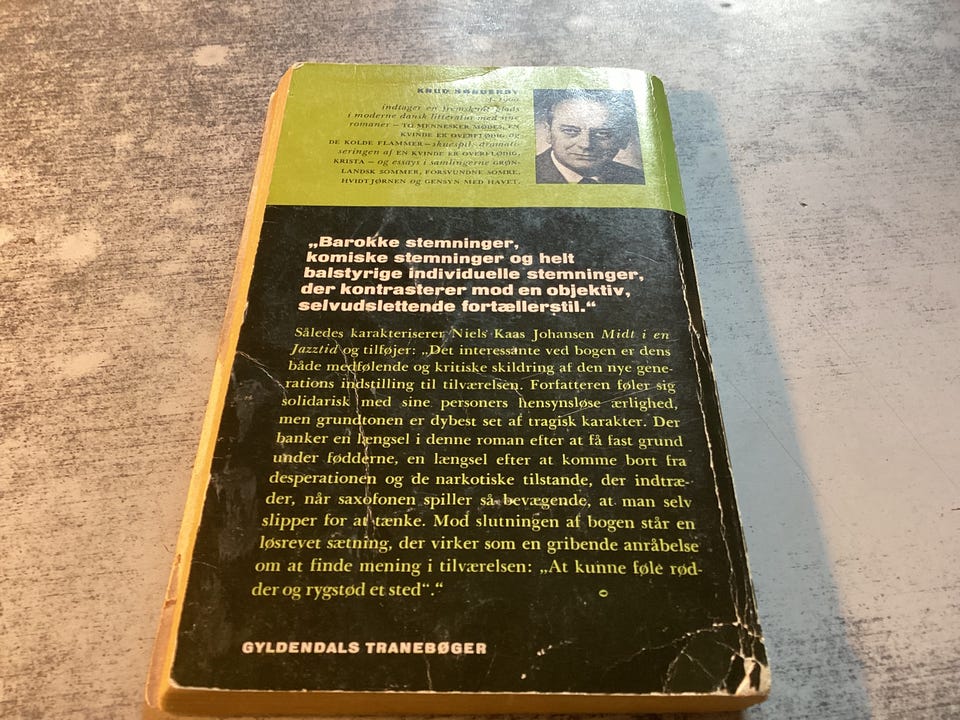 KNUD SØNDERBY
f. 1909
indtager en fremskudt plads
i moderne dansk litteratur med sine
romaner – TO MENNESKER MØDES, EN
KVINDE ER OVERFLØDIG og
DE KOLDE FLAMMER – skuespil, dramati-
seringen af EN KVINDE ER OVERFLØDIG,
KRISTA – og essays i samlingerne GRØN-
LANDSK SOMMER, FORSVUNDNE SOMRE,
HVIDTJØRNEN og GENSYN MED HAVET.
„Barokke stemninger,
komiske stemninger og helt
balstyrige individuelle stemninger,
der kontrasterer mod en objektiv,
selvudslettende fortællerstil.“
Således karakteriserer Niels Kaas Johansen Midt i en
Jazztid og tilføjer: „Det interessante ved bogen er dens
både medfølende og kritiske skildring af den nye gene-
rations indstilling til tilværelsen. Forfatteren føler sig
solidarisk med sine personers hensynsløse ærlighed,
men grundtonen er dybest set af tragisk karakter. Der
banker en længsel i denne roman efter at få fast grund
under fødderne, en længsel efter at komme bort fra
desperationen og de narkotiske tilstande, der indtræ-
der, når saxofonen spiller så bevægende, at man selv
slipper for at tænke. Mod slutningen af bogen står en
løsrevet sætning, der virker som en gribende anråbelse
om at finde mening i tilværelsen: „At kunne føle rød-
der og rygstød et sted“.“
GYLDENDALS TRANEBØGER